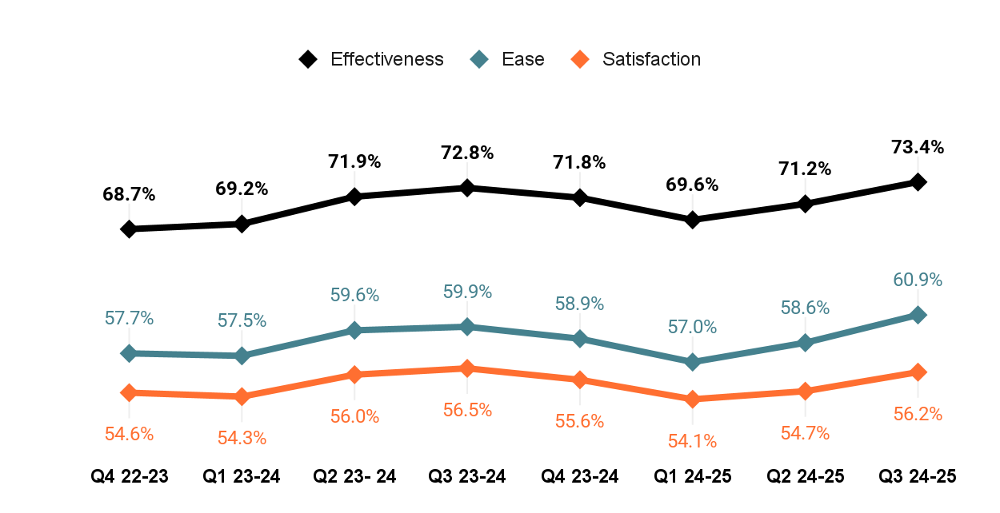 Effectiveness Ease Satisfaction
68.7% 69.2% 71.9% 72.8% 71.8% 69.6% 71.2% 73.4%
57.7% 57.5% 59.6% 59.9% 58.9% 57.0% 58.6% 60.9%
54.6% 54.3% 56.0% 56.5% 55.6% 54.1% 54.7% 56.2%
Q4 22-23 Q1 23-24 Q2 23- 24 Q3 23-24 Q4 23-24 Q1 24-25 Q2 24-25 Q3 24-25